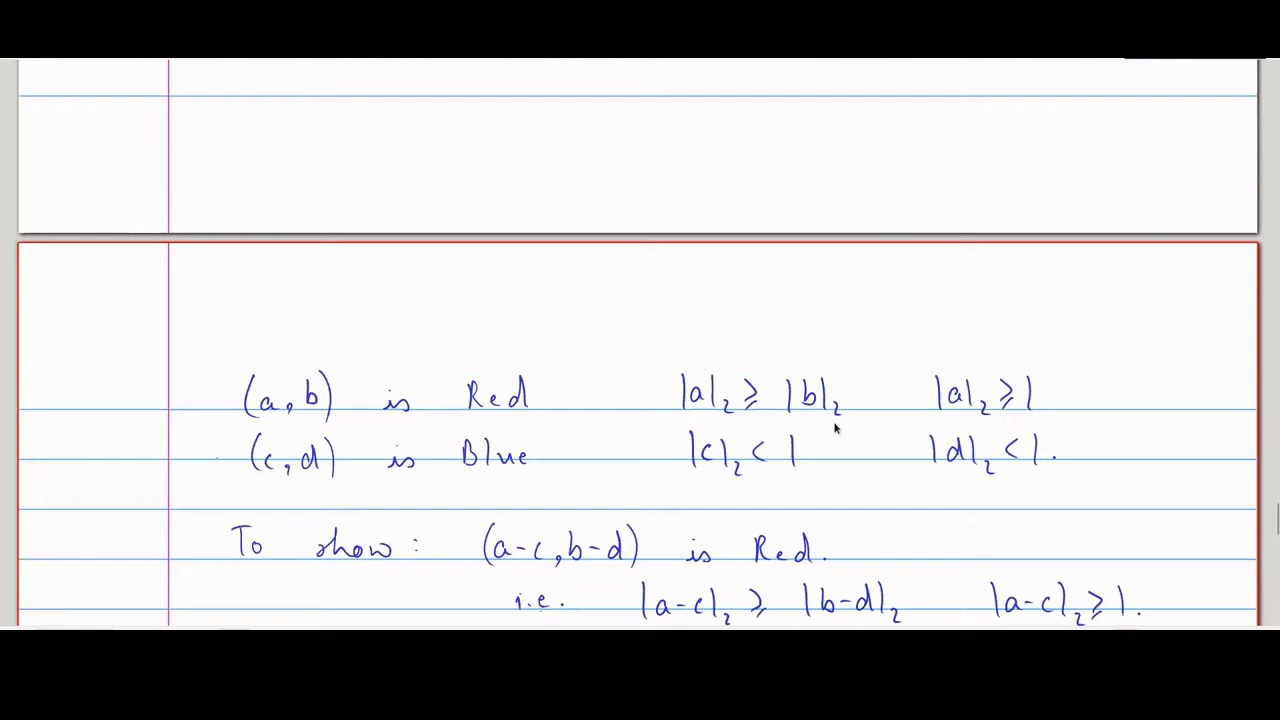 (a, b) is Red |a|₂ ⩾ |b|₂ |a|₂ ⩾ 1
(c, d) is Blue |c|₂ < 1 |d|₂ < 1.
To show: (a-c, b-d) is Red.
i.e. |a-c|₂ ⩾ |b-d|₂ |a-c|₂ ⩾ 1.